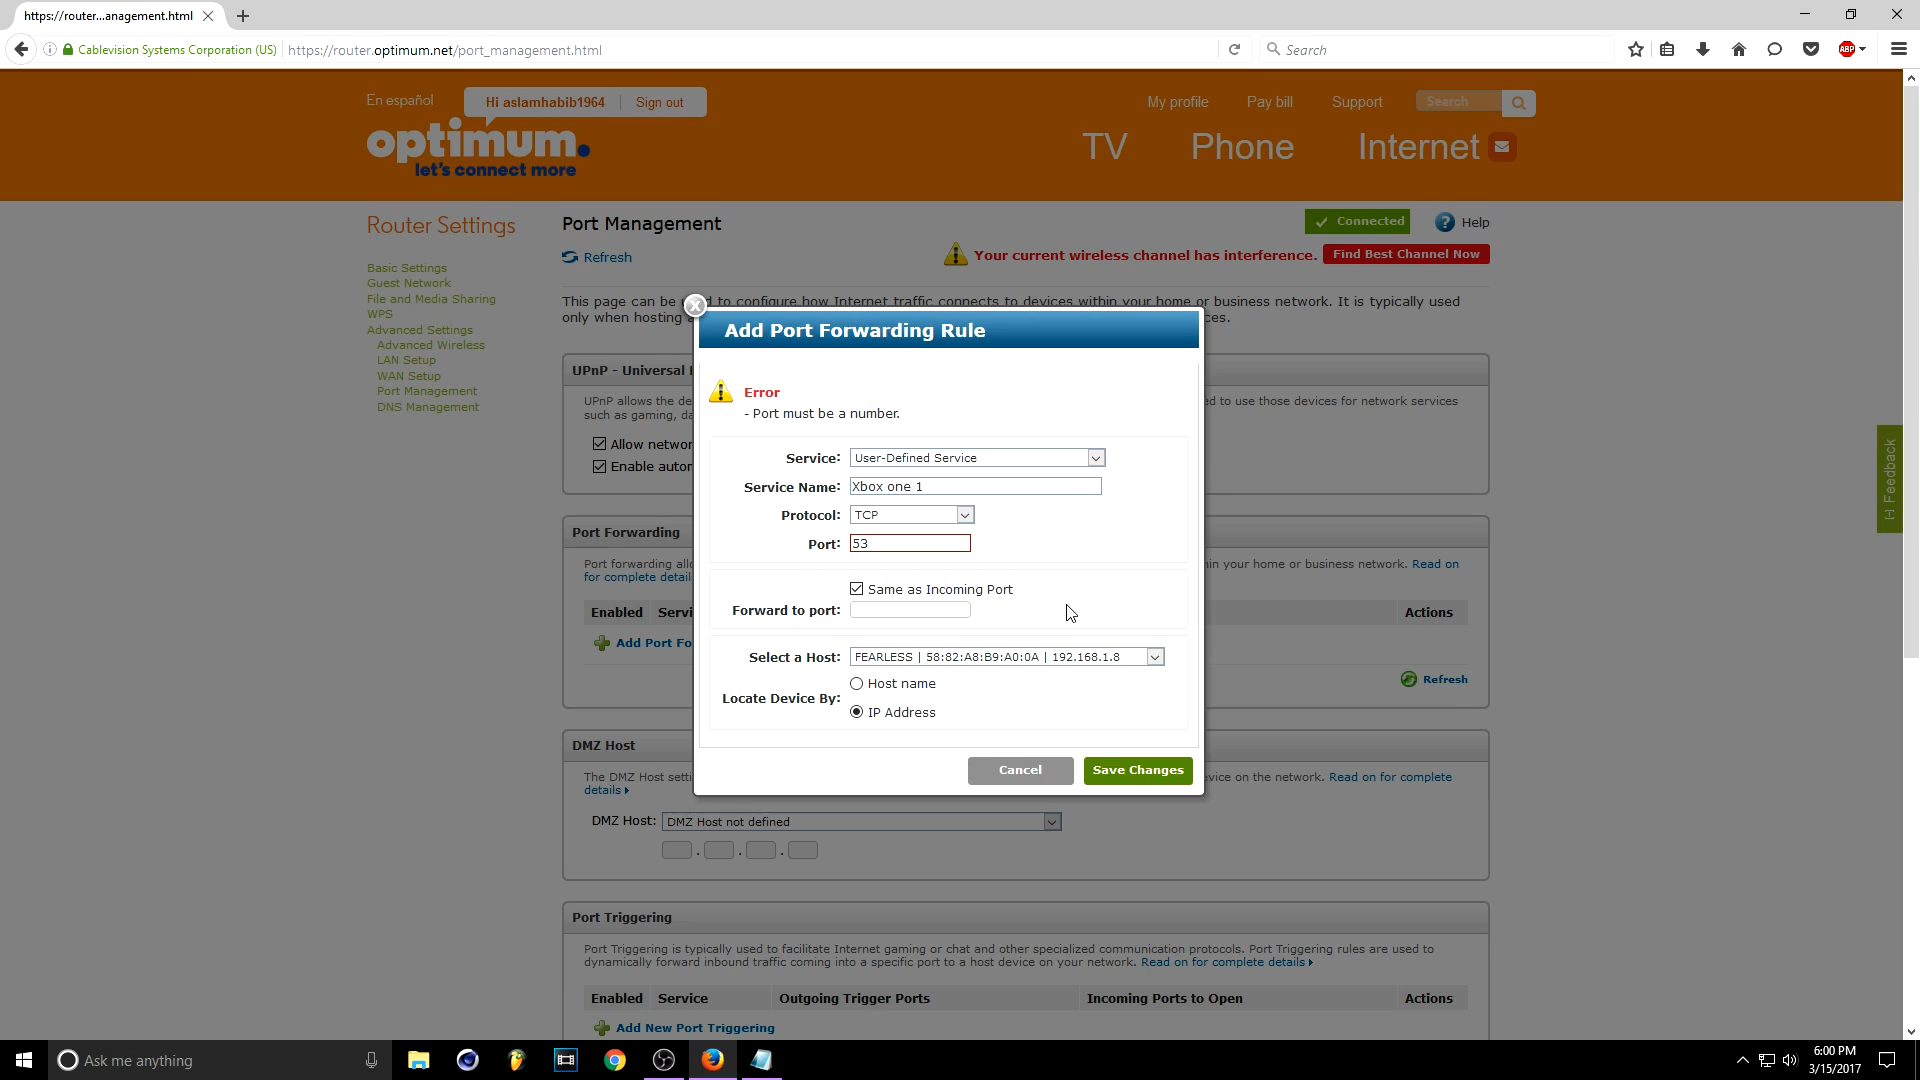 https://router...anagement.html
Cablevision Systems Corporation (US)
https://router.optimum.net/port_management.html
Search
ABP
En español
Hi aslamhabib1964
Sign out
My profile
Pay bill
Support
Search
optimum.
let's connect more
TV
Phone
Internet
Router Settings
Basic Settings
Guest Network
File and Media Sharing
WPS
Advanced Settings
Advanced Wireless
LAN Setup
WAN Setup
Port Management
DNS Management
Port Management
Connected
Help
Refresh
Your current wireless channel has interference.
Find Best Channel Now
This page can be to configure how Internet traffic connects to devices within your home or business network. It is typically used
only when hosting
UPnP - Universal
UPnP allows the de ed to use those devices for network services
such as gaming, da
Allow networ
Enable autor
Add Port Forwarding Rule
Error
- Port must be a number.
Service: User-Defined Service
Service Name: Xbox one 1
Protocol: TCP
Port: 53
Same as Incoming Port
Forward to port:
Select a Host: FEARLESS | 58:82:A8:B9:A0:0A | 192.168.1.8
Host name
Locate Device By:
IP Address
Cancel
Save Changes
Port Forwarding
Port forwarding all in your home or business network. Read on
for complete detail
Enabled Servi Actions
Add Port Fo
Refresh
DMZ Host
The DMZ Host setti vice on the network. Read on for complete
details
DMZ Host: DMZ Host not defined
. . .
Port Triggering
Port Triggering is typically used to facilitate Internet gaming or chat and other specialized communication protocols. Port Triggering rules are used to
dynamically forward inbound traffic coming into a specific port to a host device on your network. Read on for complete details
Enabled Service Outgoing Trigger Ports Incoming Ports to Open Actions
Add New Port Triggering
[-] Feedback
Ask me anything
6:00 PM
3/15/2017